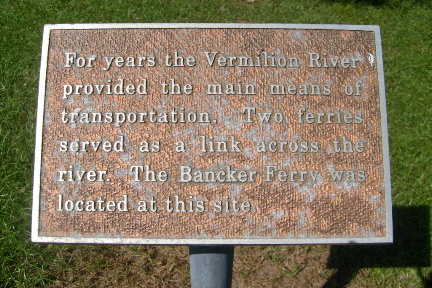 For years the Vermilion River
provided the main means of
transportation. Two ferries
served as a link across the
river. The Bancker Ferry was
located at this site.